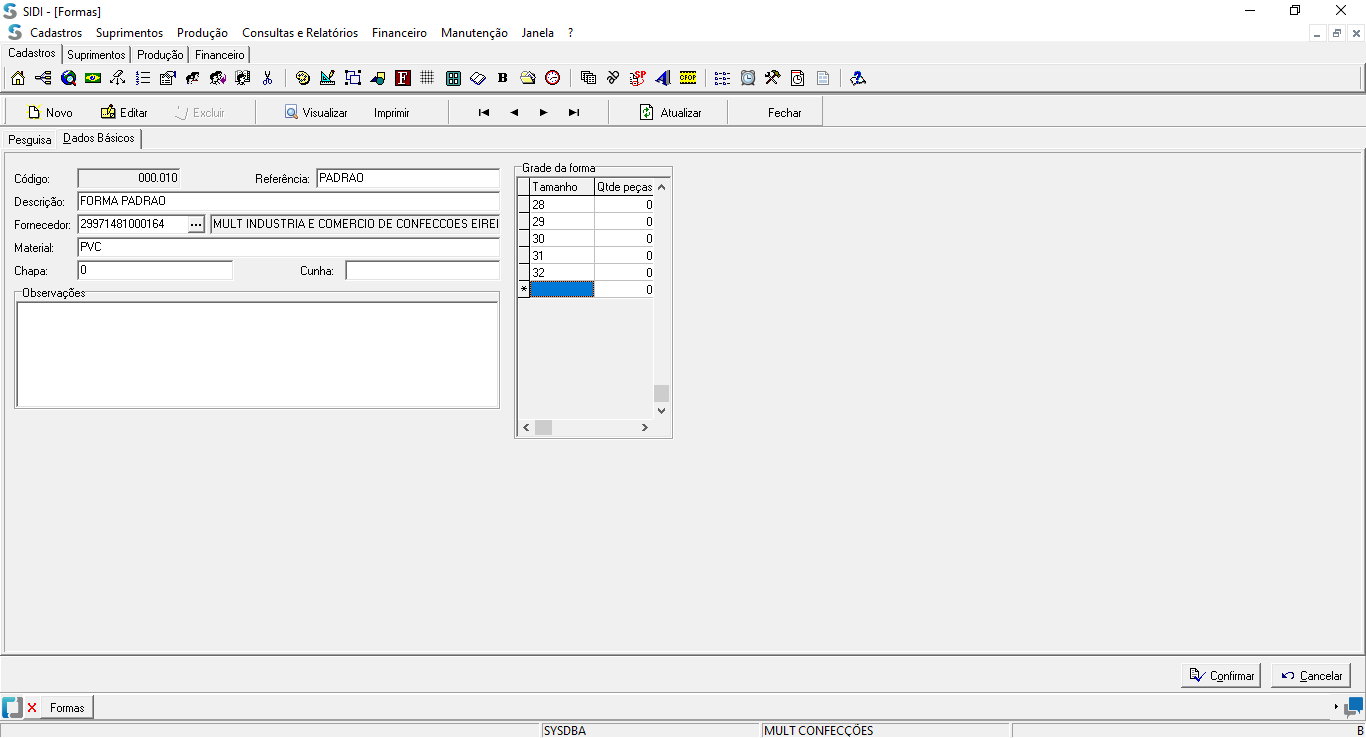 SIDI - [Formas]
Cadastros Suprimentos Produção Consultas e Relatórios Financeiro Manutenção Janela ?
Cadastros Suprimentos Produção Financeiro
F B SP CFOP
Novo Editar Excluir Visualizar Imprimir Atualizar Fechar
Pesquisa Dados Básicos
Código: 000.010 Referência: PADRAO
Descrição: FORMA PADRAO
Fornecedor: 29971481000164 ... MULT INDUSTRIA E COMERCIO DE CONFECCOES EIREI
Material: PVC
Chapa: 0 Cunha:
Observações
Grade da forma
Tamanho Qtde peças
28 0
29 0
30 0
31 0
32 0
* 0
Confirmar Cancelar
Formas
SYSDBA MULT CONFECÇÕES B